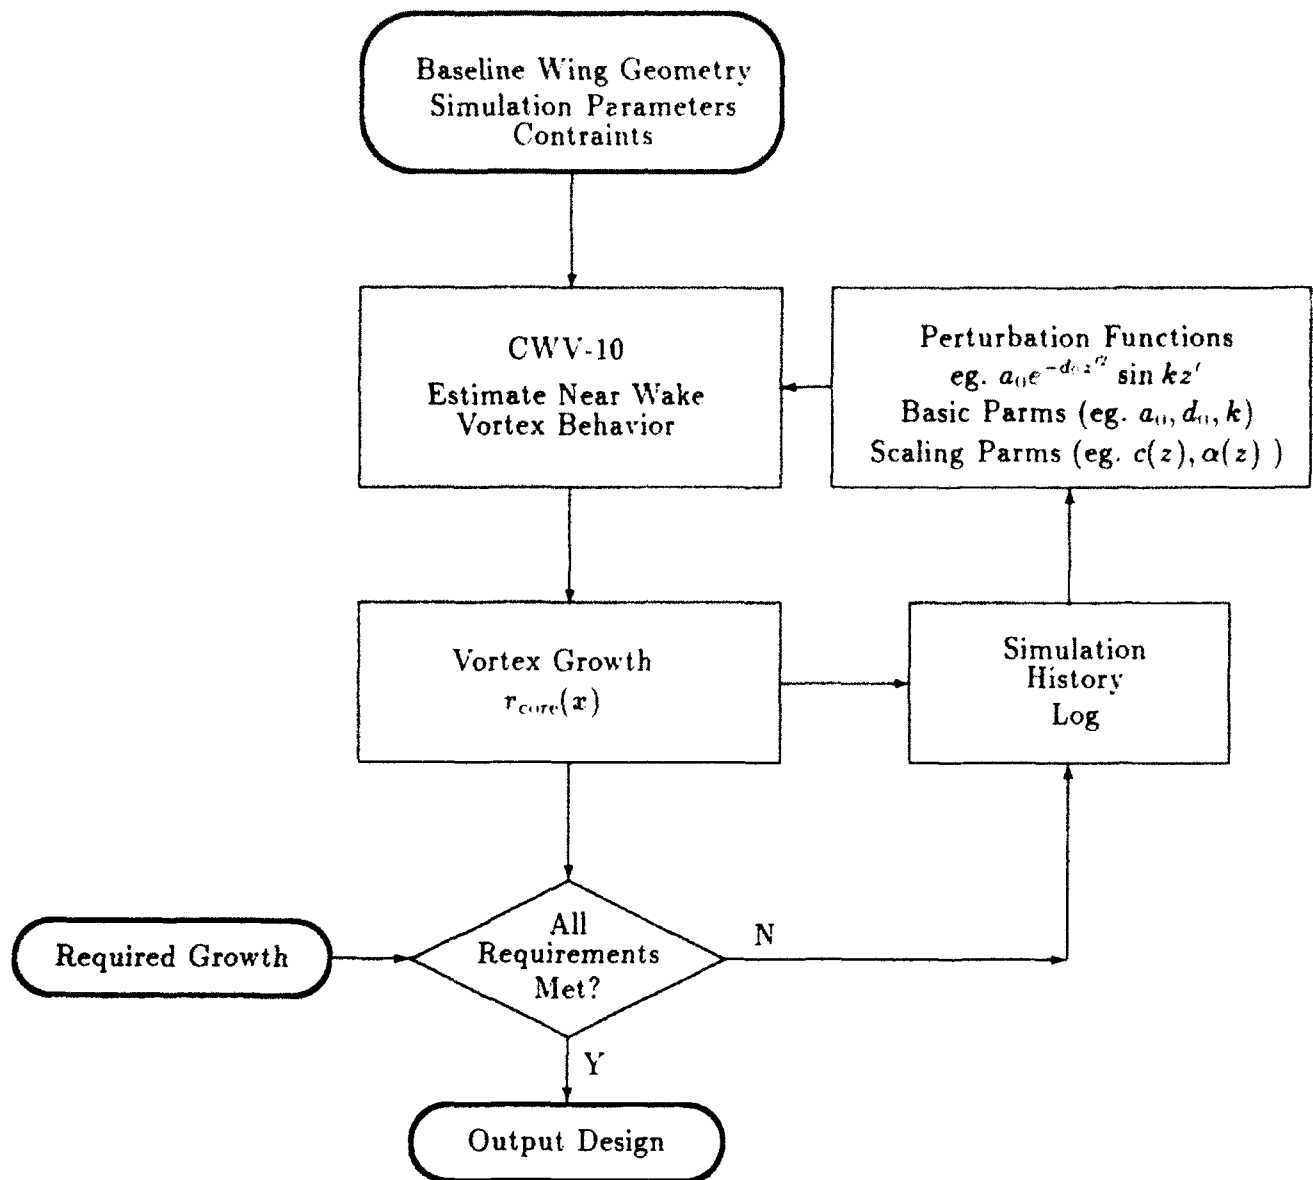 Baseline Wing Geometry
Simulation Parameters
Contraints
CWV-10
Estimate Near Wake
Vortex Behavior
Perturbation Functions
eg. a₀e^{-d₀z'²} sin kz'
Basic Parms (eg. a₀, d₀, k)
Scaling Parms (eg. c(z), α(z) )
Vortex Growth
r_core(x)
Simulation
History
Log
All
Requirements
Met?
Required Growth
N
Y
Output Design